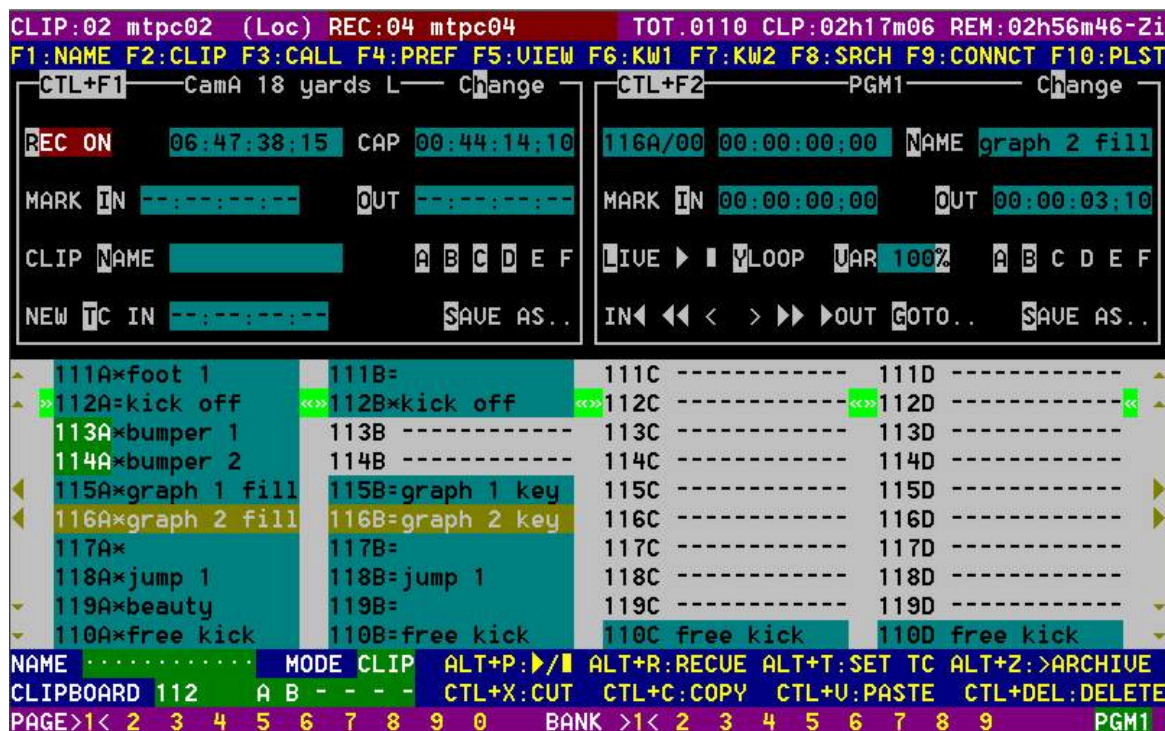 CLIP:02 mtpc02 (Loc) REC:04 mtpc04 TOT.0110 CLP:02h17m06 REM:02h56m46-Zi
F1:NAME F2:CLIP F3:CALL F4:PREF F5:VIEW F6:KW1 F7:KW2 F8:SRCH F9:CONNCT F10:PLST
CTL+F1 CamA 18 yards L Change CTL+F2 PGM1 Change
REC ON 06:47:38;15 CAP 00:44:14;10 116A/00 00:00:00;00 NAME graph 2 fill
MARK IN --:--:--:-- OUT --:--:--:-- MARK IN 00:00:00;00 OUT 00:00:03;10
CLIP NAME A B C D E F LIVE ▶ ▮ YLOOP VAR 100% A B C D E F
NEW TC IN --:--:--:-- SAVE AS.. IN◀ ◀◀ < > ▶▶ ▶OUT GOTO.. SAVE AS..
111A*foot 1 111B= 111C ------------ 111D ------------
»112A=kick off «»112B*kick off «»112C ------------ «»112D ------------ «
113A*bumper 1 113B ------------ 113C ------------ 113D ------------
114A*bumper 2 114B ------------ 114C ------------ 114D ------------
115A*graph 1 fill 115B=graph 1 key 115C ------------ 115D ------------
116A*graph 2 fill 116B=graph 2 key 116C ------------ 116D ------------
117A* 117B= 117C ------------ 117D ------------
118A*jump 1 118B=jump 1 118C ------------ 118D ------------
119A*beauty 119B= 119C ------------ 119D ------------
110A*free kick 110B=free kick 110C free kick 110D free kick
NAME ············ MODE CLIP ALT+P:▶/▮ ALT+R:RECUE ALT+T:SET TC ALT+Z:>ARCHIVE
CLIPBOARD 112 A B - - - - CTL+X:CUT CTL+C:COPY CTL+V:PASTE CTL+DEL:DELETE
PAGE>1< 2 3 4 5 6 7 8 9 0 BANK >1< 2 3 4 5 6 7 8 9 PGM1